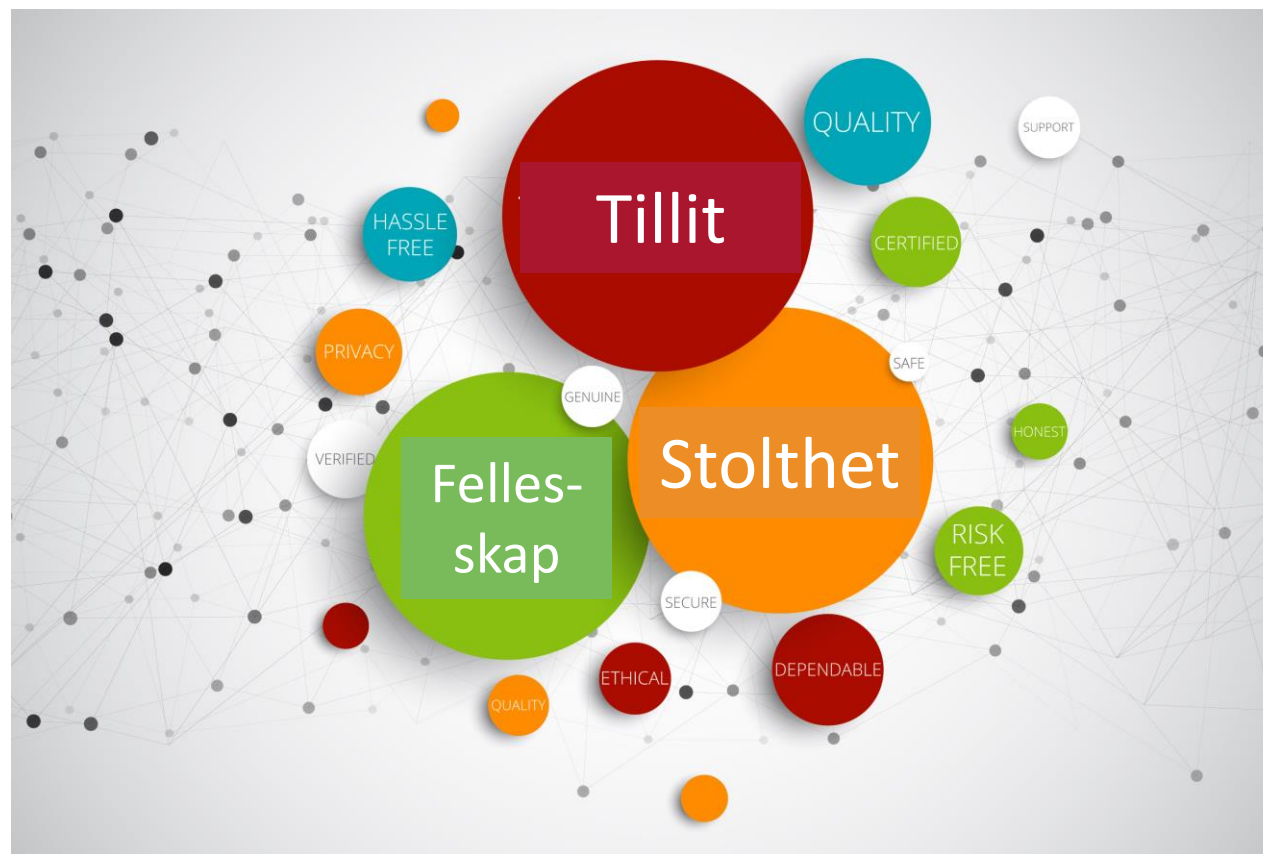 QUALITY
SUPPORT
Tillit
HASSLE
FREE
CERTIFIED
PRIVACY
SAFE
GENUINE
HONEST
VERIFIED
Felles-
skap
Stolthet
RISK
FREE
SECURE
ETHICAL
DEPENDABLE
QUALITY